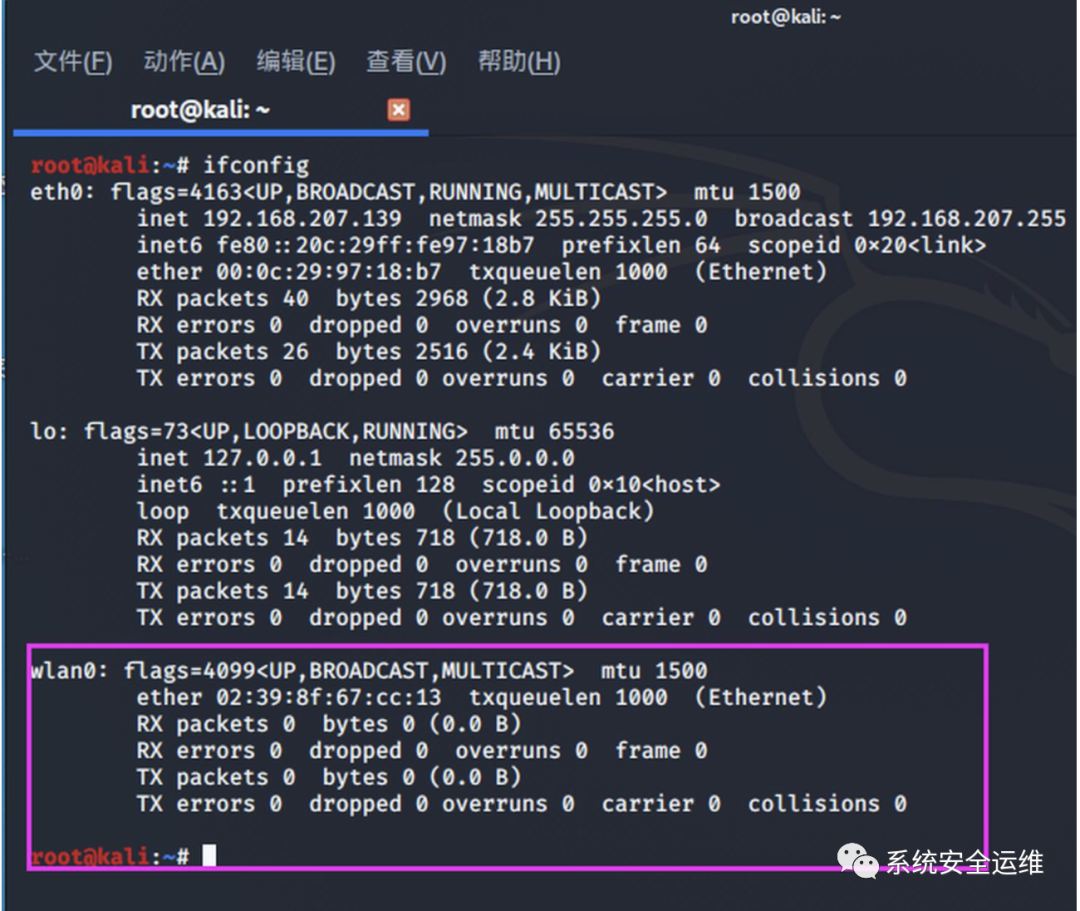 root@kali: ~
文件(F) 动作(A) 编辑(E) 查看(V) 帮助(H)
root@kali: ~
root@kali:~# ifconfig
eth0: flags=4163<UP,BROADCAST,RUNNING,MULTICAST>  mtu 1500
        inet 192.168.207.139  netmask 255.255.255.0  broadcast 192.168.207.255
        inet6 fe80::20c:29ff:fe97:18b7  prefixlen 64  scopeid 0×20<link>
        ether 00:0c:29:97:18:b7  txqueuelen 1000  (Ethernet)
        RX packets 40  bytes 2968 (2.8 KiB)
        RX errors 0  dropped 0  overruns 0  frame 0
        TX packets 26  bytes 2516 (2.4 KiB)
        TX errors 0  dropped 0 overruns 0  carrier 0  collisions 0
lo: flags=73<UP,LOOPBACK,RUNNING>  mtu 65536
        inet 127.0.0.1  netmask 255.0.0.0
        inet6 ::1  prefixlen 128  scopeid 0×10<host>
        loop  txqueuelen 1000  (Local Loopback)
        RX packets 14  bytes 718 (718.0 B)
        RX errors 0  dropped 0  overruns 0  frame 0
        TX packets 14  bytes 718 (718.0 B)
        TX errors 0  dropped 0 overruns 0  carrier 0  collisions 0
wlan0: flags=4099<UP,BROADCAST,MULTICAST>  mtu 1500
        ether 02:39:8f:67:cc:13  txqueuelen 1000  (Ethernet)
        RX packets 0  bytes 0 (0.0 B)
        RX errors 0  dropped 0  overruns 0  frame 0
        TX packets 0  bytes 0 (0.0 B)
        TX errors 0  dropped 0 overruns 0  carrier 0  collisions 0
root@kali:~#
系统安全运维